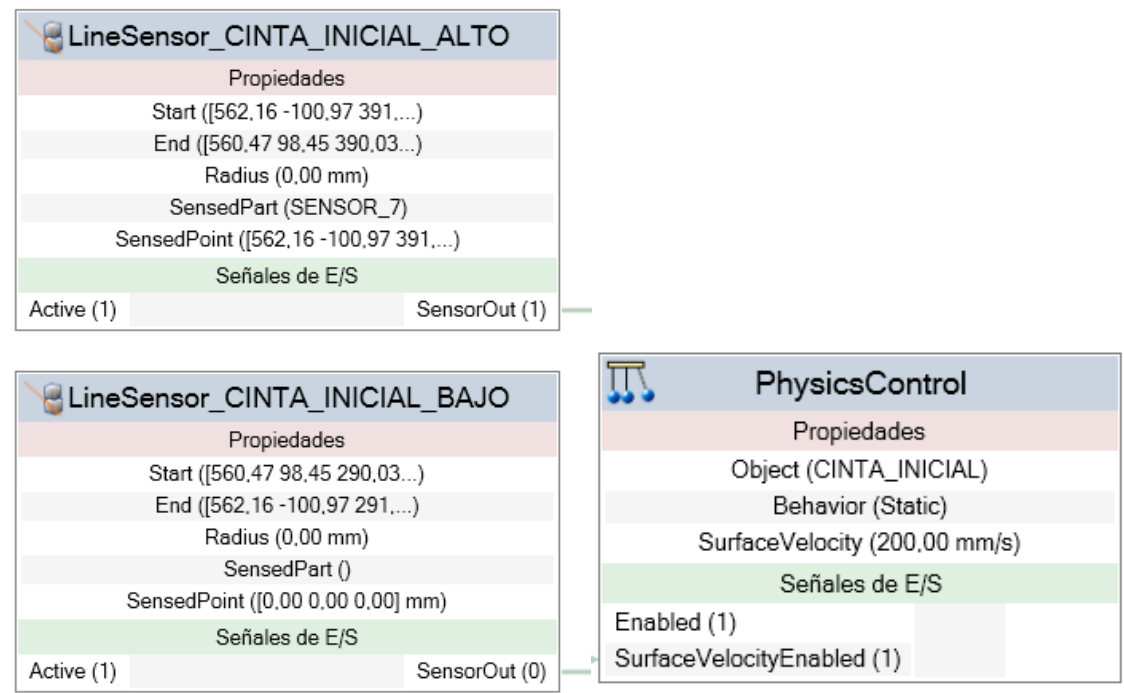 LineSensor_CINTA_INICIAL_ALTO
Propiedades
Start ([562,16 -100,97 391,...)
End ([560,47 98,45 390,03...)
Radius (0,00 mm)
SensedPart (SENSOR_7)
SensedPoint ([562,16 -100,97 391,...)
Señales de E/S
Active (1) SensorOut (1)
LineSensor_CINTA_INICIAL_BAJO
Propiedades
Start ([560,47 98,45 290,03...)
End ([562,16 -100,97 291,...)
Radius (0,00 mm)
SensedPart ()
SensedPoint ([0,00 0,00 0,00] mm)
Señales de E/S
Active (1) SensorOut (0)
PhysicsControl
Propiedades
Object (CINTA_INICIAL)
Behavior (Static)
SurfaceVelocity (200,00 mm/s)
Señales de E/S
Enabled (1)
SurfaceVelocityEnabled (1)